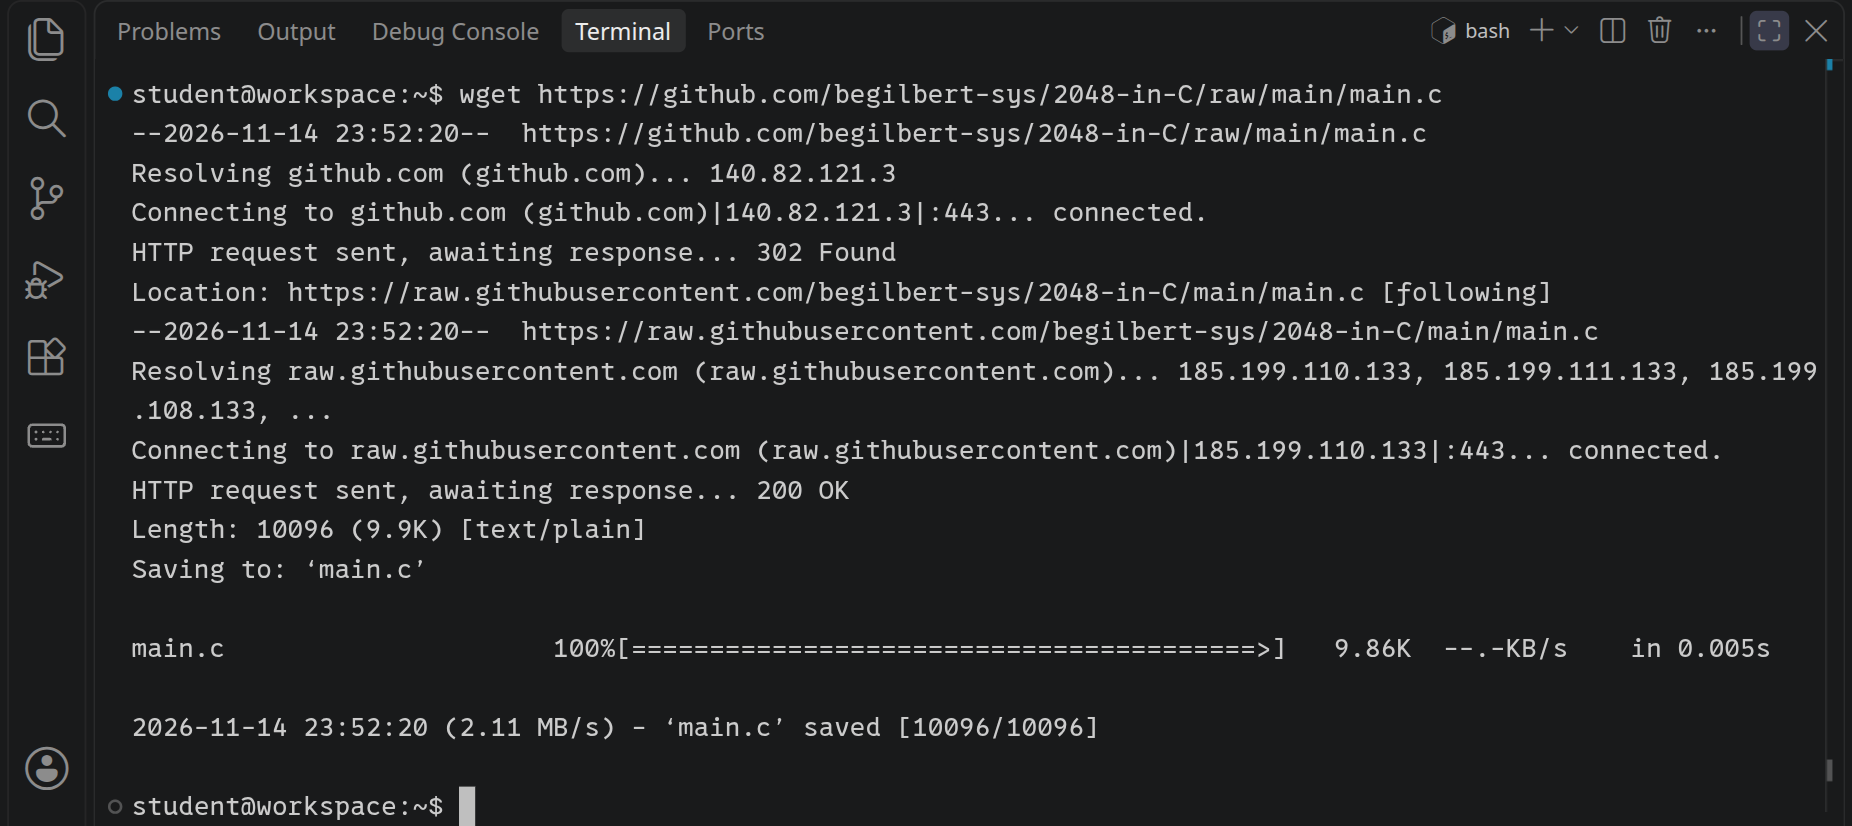 Problems Output Debug Console Terminal Ports bash
student@workspace:~$ wget https://github.com/begilbert-sys/2048-in-C/raw/main/main.c
--2026-11-14 23:52:20--  https://github.com/begilbert-sys/2048-in-C/raw/main/main.c
Resolving github.com (github.com)... 140.82.121.3
Connecting to github.com (github.com)|140.82.121.3|:443... connected.
HTTP request sent, awaiting response... 302 Found
Location: https://raw.githubusercontent.com/begilbert-sys/2048-in-C/main/main.c [following]
--2026-11-14 23:52:20--  https://raw.githubusercontent.com/begilbert-sys/2048-in-C/main/main.c
Resolving raw.githubusercontent.com (raw.githubusercontent.com)... 185.199.110.133, 185.199.111.133, 185.199
.108.133, ...
Connecting to raw.githubusercontent.com (raw.githubusercontent.com)|185.199.110.133|:443... connected.
HTTP request sent, awaiting response... 200 OK
Length: 10096 (9.9K) [text/plain]
Saving to: ‘main.c’
main.c                     100%[========================================>]   9.86K  --.-KB/s    in 0.005s
2026-11-14 23:52:20 (2.11 MB/s) - ‘main.c’ saved [10096/10096]
student@workspace:~$